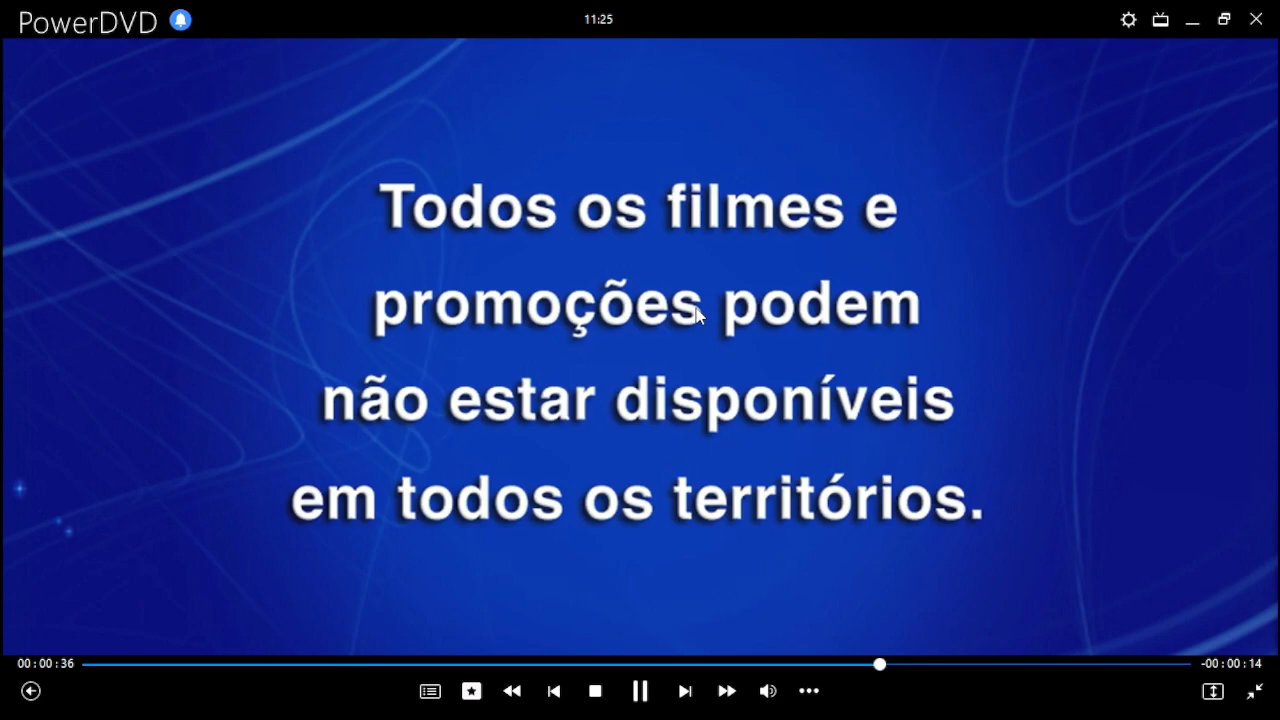 PowerDVD
11:25
Todos os filmes e
promoções podem
não estar disponíveis
em todos os territórios.
00:00:36
-00:00:14